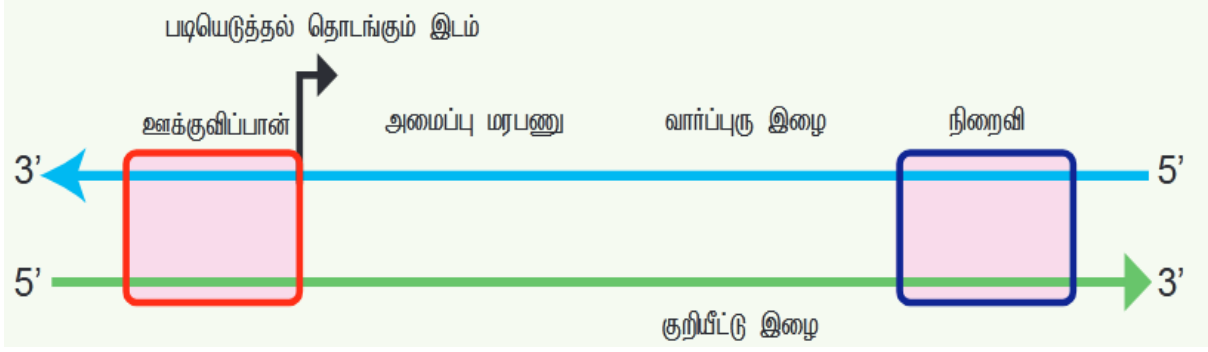 படியெடுத்தல் தொடங்கும் இடம்
ஊக்குவிப்பான் அமைப்பு மரபணு வார்ப்புரு இழை நிறைவி
3’ 5’
5’ 3’
குறியீட்டு இழை